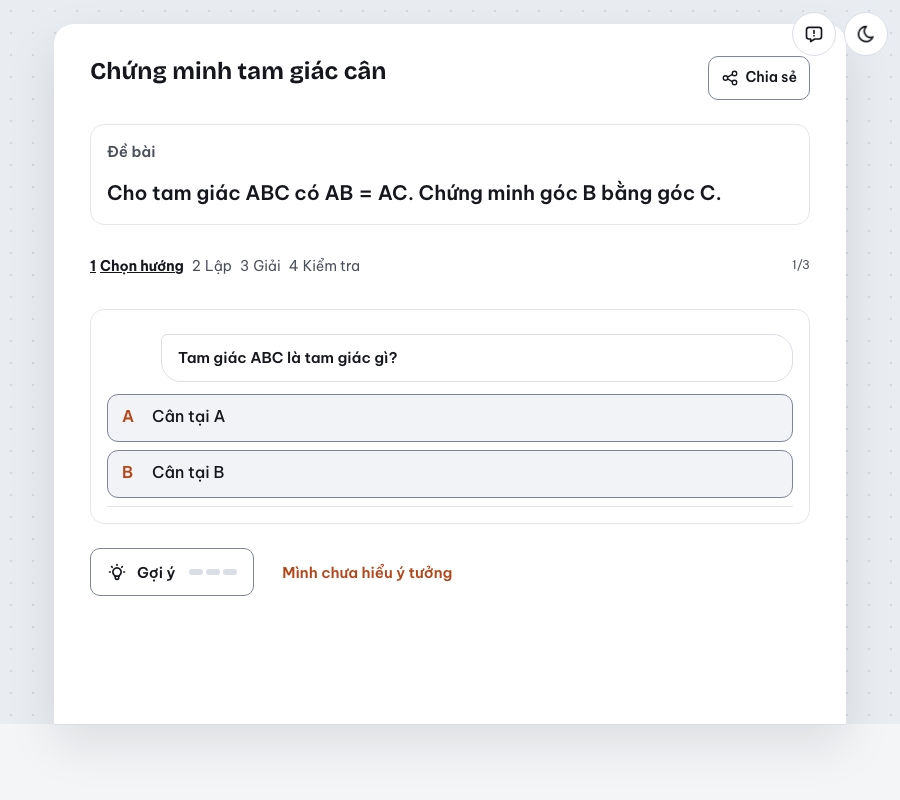 Chứng minh tam giác cân
Chia sẻ
Đề bài
Cho tam giác ABC có AB = AC. Chứng minh góc B bằng góc C.
1 Chọn hướng 2 Lập 3 Giải 4 Kiểm tra 1/3
Tam giác ABC là tam giác gì?
A Cân tại A
B Cân tại B
Gợi ý
Mình chưa hiểu ý tưởng